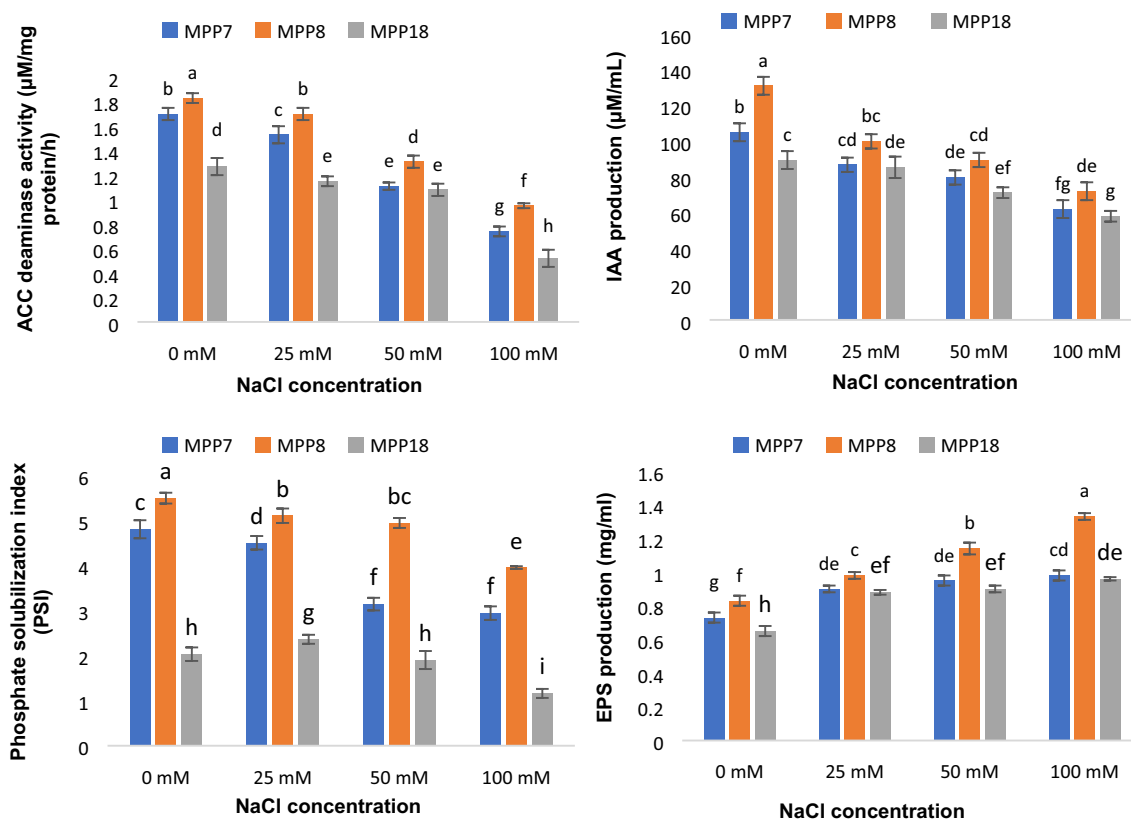 MPP7 MPP8 MPP18
ACC deaminase activity (µM/mg
protein/h)
2
1.8
1.6
1.4
1.2
1
0.8
0.6
0.4
0.2
0
b a d c b e e d e g f h
0 mM 25 mM 50 mM 100 mM
NaCl concentration
MPP7 MPP8 MPP18
IAA production (µM/mL)
160
140
120
100
80
60
40
20
0
b a c cd bc de de cd ef fg de g
0 mM 25 mM 50 mM 100 mM
NaCl concentration
MPP7 MPP8 MPP18
Phosphate solubilization index
(PSI)
6
5
4
3
2
1
0
c a h d b g f bc h f e i
0 mM 25 mM 50 mM 100 mM
NaCl concentration
MPP7 MPP8 MPP18
EPS production (mg/ml)
1.6
1.4
1.2
1
0.8
0.6
0.4
0.2
0
g f h de c ef de b ef cd a de
0 mM 25 mM 50 mM 100 mM
NaCl concentration